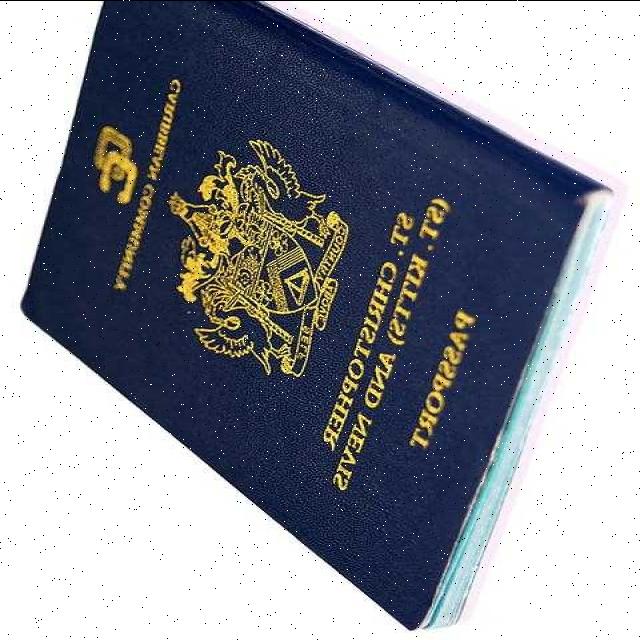 CARIBBEAN COMMUNITY
ST. CHRISTOPHER
(ST. KITTS) AND NEVIS
PASSPORT